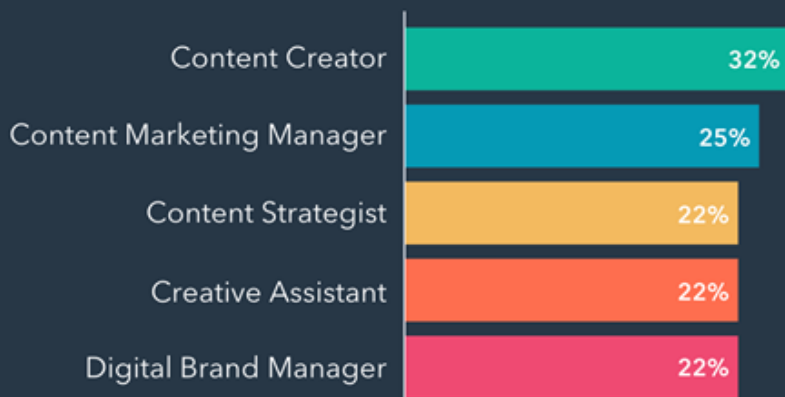 Content Creator 32%
Content Marketing Manager 25%
Content Strategist 22%
Creative Assistant 22%
Digital Brand Manager 22%